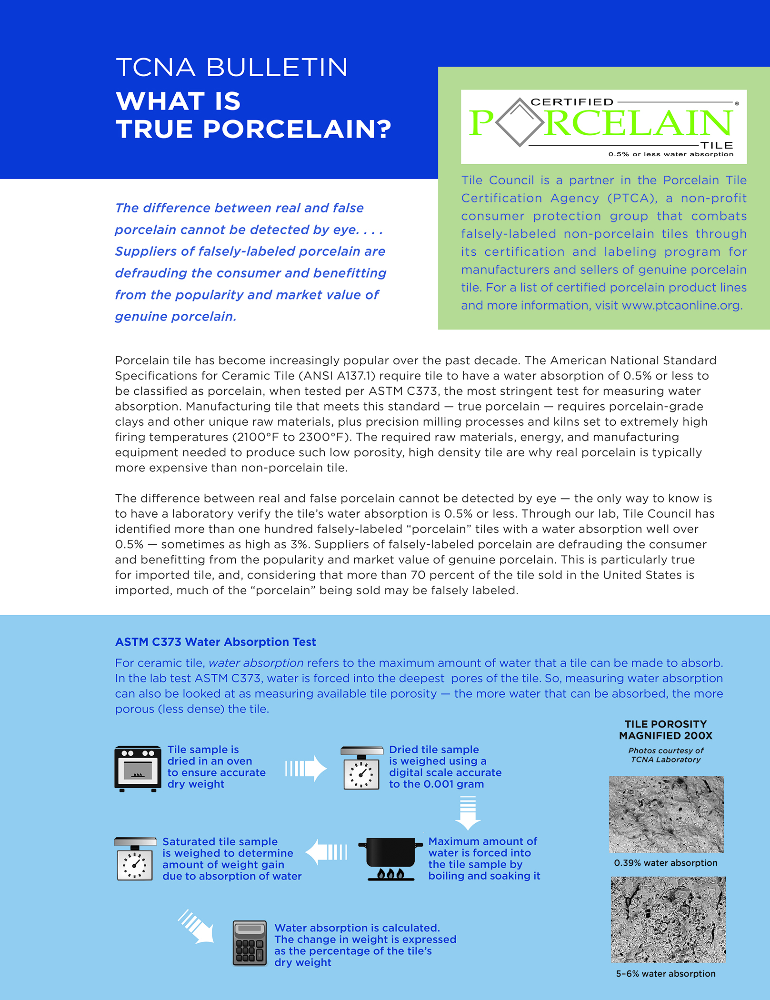 TCNA BULLETIN
WHAT IS
TRUE PORCELAIN?
CERTIFIED
®
PORCELAIN
TILE
0.5% or less water absorption
Tile Council is a partner in the Porcelain Tile
Certification Agency (PTCA), a non-profit
consumer protection group that combats
falsely-labeled non-porcelain tiles through
its certification and labeling program for
manufacturers and sellers of genuine porcelain
tile. For a list of certified porcelain product lines
and more information, visit www.ptcaonline.org.
The difference between real and false
porcelain cannot be detected by eye. . . .
Suppliers of falsely-labeled porcelain are
defrauding the consumer and benefitting
from the popularity and market value of
genuine porcelain.
Porcelain tile has become increasingly popular over the past decade. The American National Standard
Specifications for Ceramic Tile (ANSI A137.1) require tile to have a water absorption of 0.5% or less to
be classified as porcelain, when tested per ASTM C373, the most stringent test for measuring water
absorption. Manufacturing tile that meets this standard — true porcelain — requires porcelain-grade
clays and other unique raw materials, plus precision milling processes and kilns set to extremely high
firing temperatures (2100°F to 2300°F). The required raw materials, energy, and manufacturing
equipment needed to produce such low porosity, high density tile are why real porcelain is typically
more expensive than non-porcelain tile.
The difference between real and false porcelain cannot be detected by eye — the only way to know is
to have a laboratory verify the tile’s water absorption is 0.5% or less. Through our lab, Tile Council has
identified more than one hundred falsely-labeled “porcelain” tiles with a water absorption well over
0.5% — sometimes as high as 3%. Suppliers of falsely-labeled porcelain are defrauding the consumer
and benefitting from the popularity and market value of genuine porcelain. This is particularly true
for imported tile, and, considering that more than 70 percent of the tile sold in the United States is
imported, much of the “porcelain” being sold may be falsely labeled.
ASTM C373 Water Absorption Test
For ceramic tile, water absorption refers to the maximum amount of water that a tile can be made to absorb.
In the lab test ASTM C373, water is forced into the deepest pores of the tile. So, measuring water absorption
can also be looked at as measuring available tile porosity — the more water that can be absorbed, the more
porous (less dense) the tile.
Tile sample is
dried in an oven
to ensure accurate
dry weight
Dried tile sample
is weighed using a
digital scale accurate
to the 0.001 gram
Maximum amount of
water is forced into
the tile sample by
boiling and soaking it
Saturated tile sample
is weighed to determine
amount of weight gain
due to absorption of water
Water absorption is calculated.
The change in weight is expressed
as the percentage of the tile’s
dry weight
TILE POROSITY
MAGNIFIED 200X
Photos courtesy of
TCNA Laboratory
0.39% water absorption
5–6% water absorption